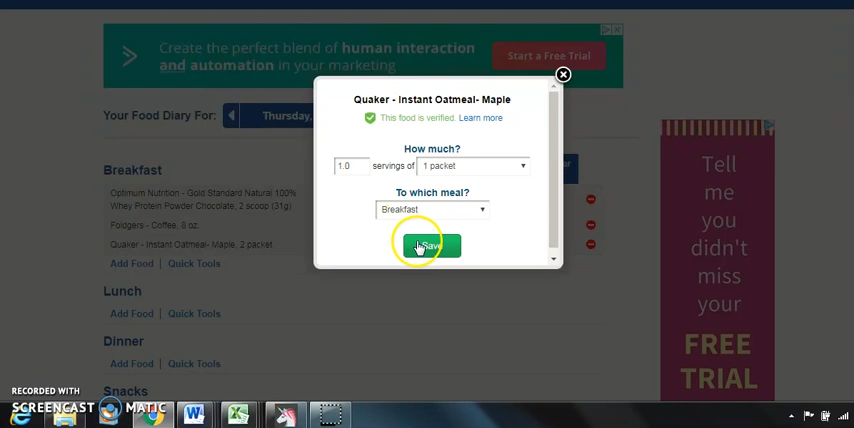 Create the perfect blend of human interaction
and automation in your marketing.
Start a Free Trial
Your Food Diary For:
Thursday,
Quaker - Instant Oatmeal- Maple
This food is verified. Learn more
How much?
1.0 servings of 1 packet
To which meal?
Breakfast
Save
Breakfast
Optimum Nutrition - Gold Standard Natural 100%
Whey Protein Powder Chocolate, 2 scoop (31g)
Folgers - Coffee, 8 oz.
Quaker - Instant Oatmeal- Maple, 2 packet
Add Food | Quick Tools
Lunch
Add Food | Quick Tools
Dinner
Add Food | Quick Tools
Snacks
Tell
me
you
didn't
miss
your
FREE
TRIAL
RECORDED WITH
SCREENCAST MATIC